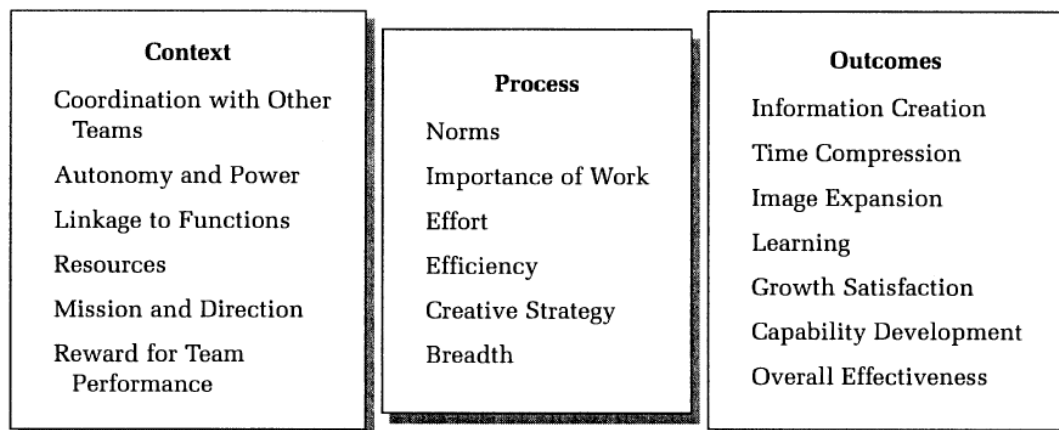 Context
Coordination with Other
Teams
Autonomy and Power
Linkage to Functions
Resources
Mission and Direction
Reward for Team
Performance
Process
Norms
Importance of Work
Effort
Efficiency
Creative Strategy
Breadth
Outcomes
Information Creation
Time Compression
Image Expansion
Learning
Growth Satisfaction
Capability Development
Overall Effectiveness